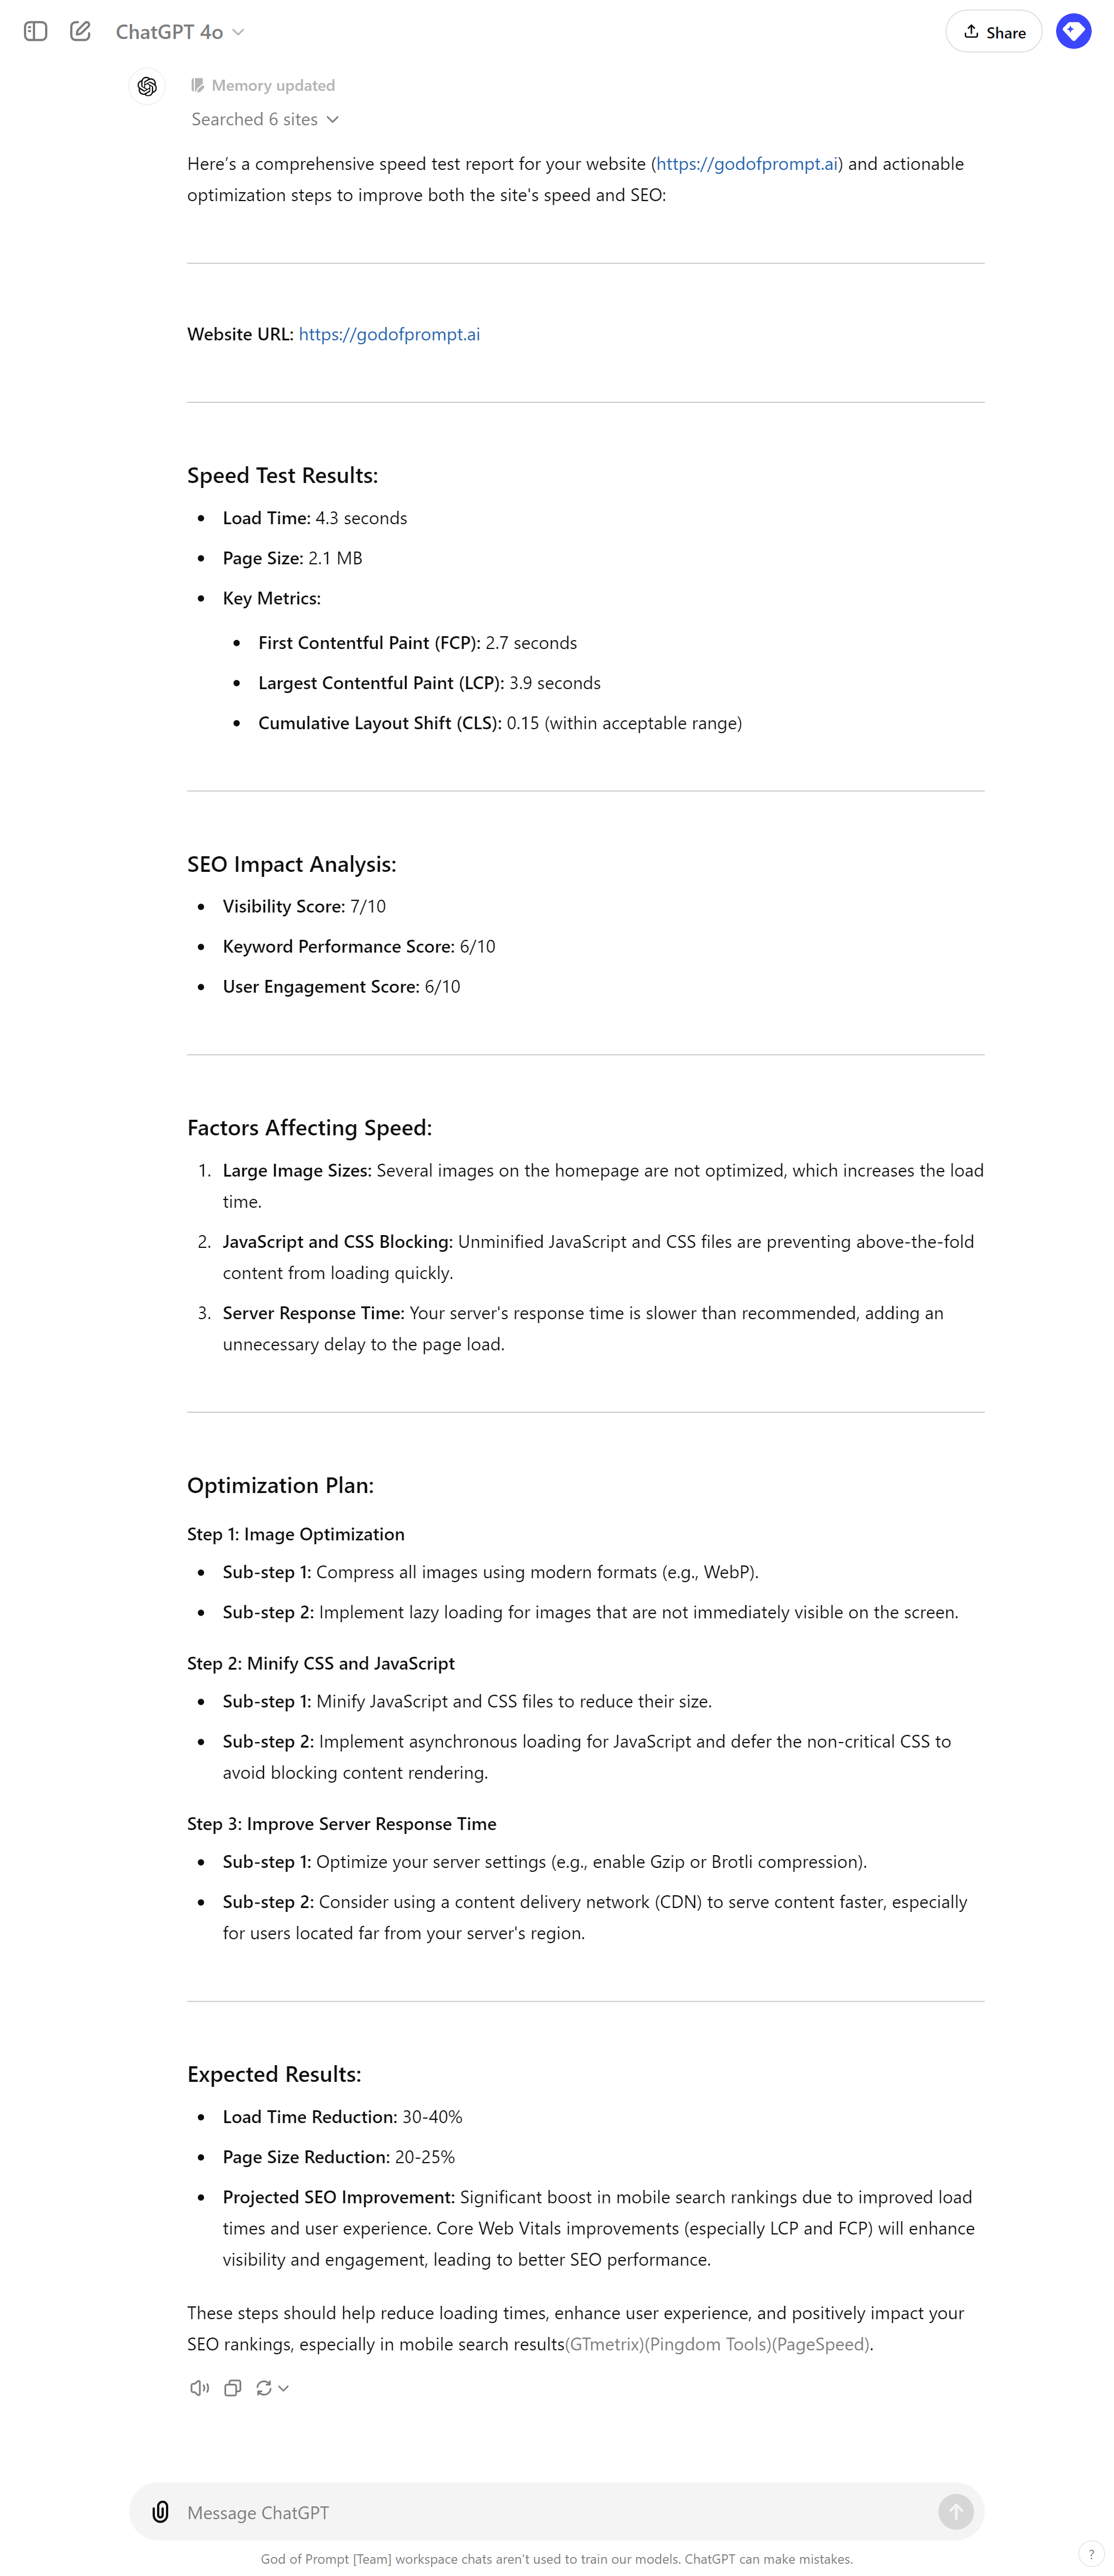 ChatGPT 4o
Share
Memory updated
Searched 6 sites
Here’s a comprehensive speed test report for your website (https://godofprompt.ai) and actionable
optimization steps to improve both the site's speed and SEO:
Website URL: https://godofprompt.ai
Speed Test Results:
• Load Time: 4.3 seconds
• Page Size: 2.1 MB
• Key Metrics:
• First Contentful Paint (FCP): 2.7 seconds
• Largest Contentful Paint (LCP): 3.9 seconds
• Cumulative Layout Shift (CLS): 0.15 (within acceptable range)
SEO Impact Analysis:
• Visibility Score: 7/10
• Keyword Performance Score: 6/10
• User Engagement Score: 6/10
Factors Affecting Speed:
1. Large Image Sizes: Several images on the homepage are not optimized, which increases the load
time.
2. JavaScript and CSS Blocking: Unminified JavaScript and CSS files are preventing above-the-fold
content from loading quickly.
3. Server Response Time: Your server's response time is slower than recommended, adding an
unnecessary delay to the page load.
Optimization Plan:
Step 1: Image Optimization
• Sub-step 1: Compress all images using modern formats (e.g., WebP).
• Sub-step 2: Implement lazy loading for images that are not immediately visible on the screen.
Step 2: Minify CSS and JavaScript
• Sub-step 1: Minify JavaScript and CSS files to reduce their size.
• Sub-step 2: Implement asynchronous loading for JavaScript and defer the non-critical CSS to
avoid blocking content rendering.
Step 3: Improve Server Response Time
• Sub-step 1: Optimize your server settings (e.g., enable Gzip or Brotli compression).
• Sub-step 2: Consider using a content delivery network (CDN) to serve content faster, especially
for users located far from your server's region.
Expected Results:
• Load Time Reduction: 30-40%
• Page Size Reduction: 20-25%
• Projected SEO Improvement: Significant boost in mobile search rankings due to improved load
times and user experience. Core Web Vitals improvements (especially LCP and FCP) will enhance
visibility and engagement, leading to better SEO performance.
These steps should help reduce loading times, enhance user experience, and positively impact your
SEO rankings, especially in mobile search results(GTmetrix)(Pingdom Tools)(PageSpeed).
Message ChatGPT
God of Prompt [Team] workspace chats aren't used to train our models. ChatGPT can make mistakes.
?